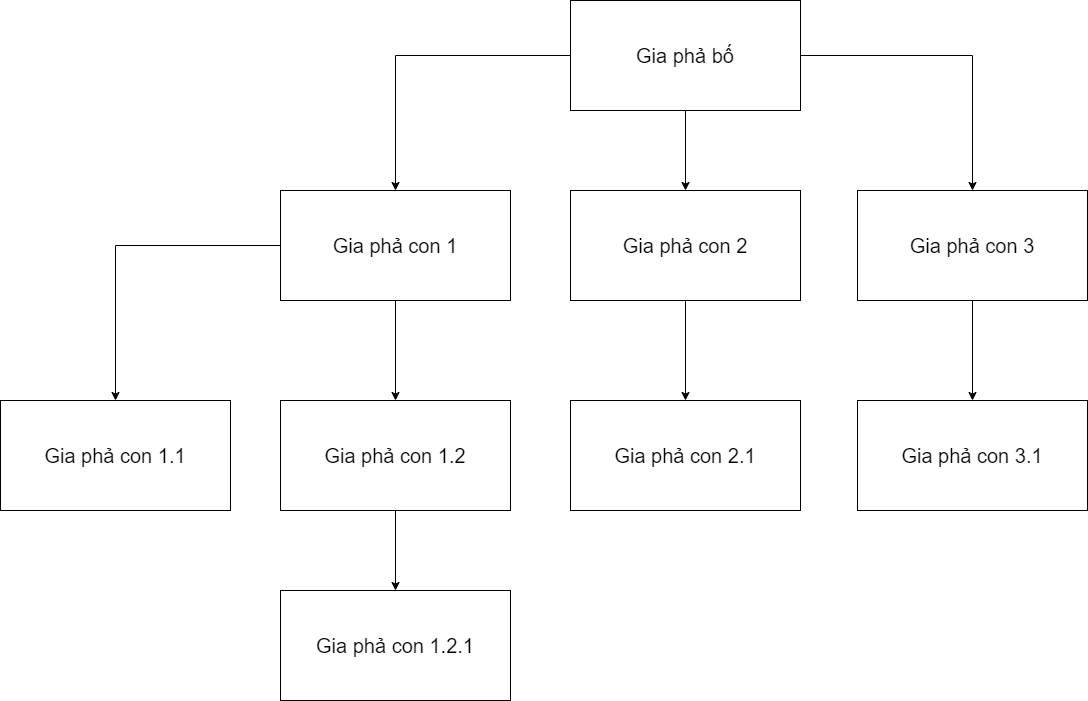 Gia phả bố
Gia phả con 1
Gia phả con 2
Gia phả con 3
Gia phả con 1.1
Gia phả con 1.2
Gia phả con 2.1
Gia phả con 3.1
Gia phả con 1.2.1